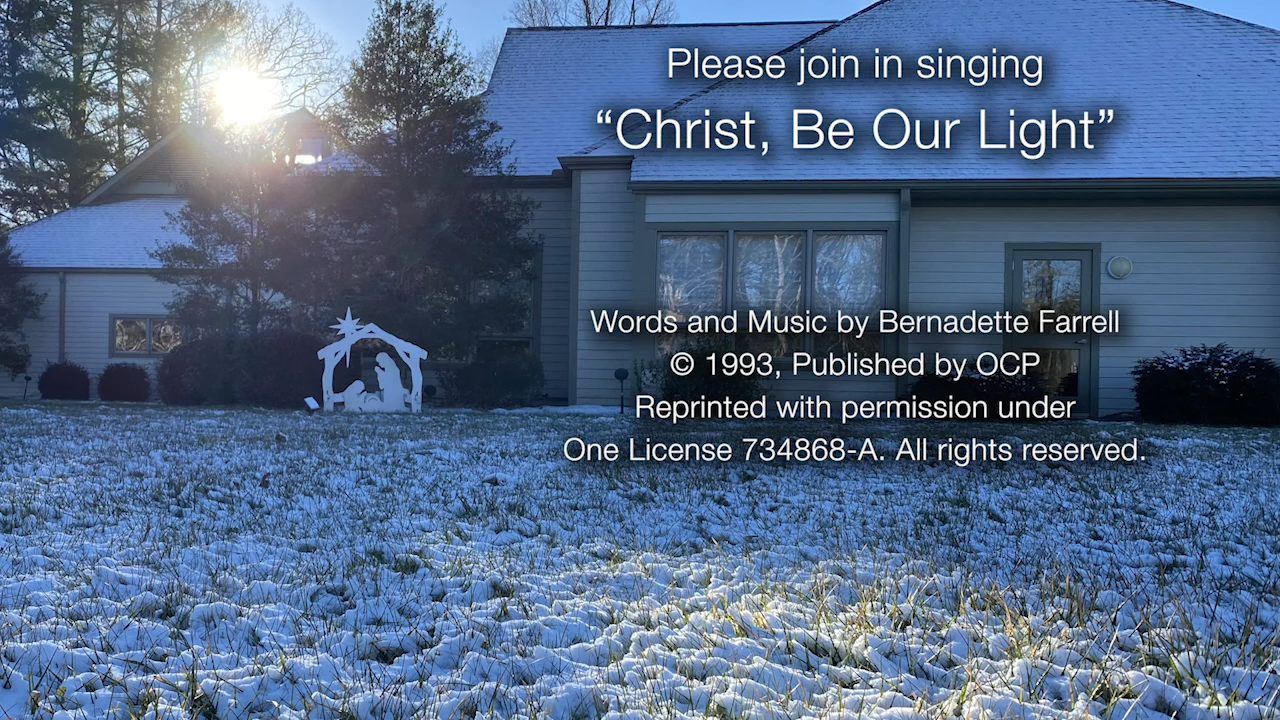 Please join in singing
“Christ, Be Our Light”
Words and Music by Bernadette Farrell
© 1993, Published by OCP
Reprinted with permission under
One License 734868-A. All rights reserved.